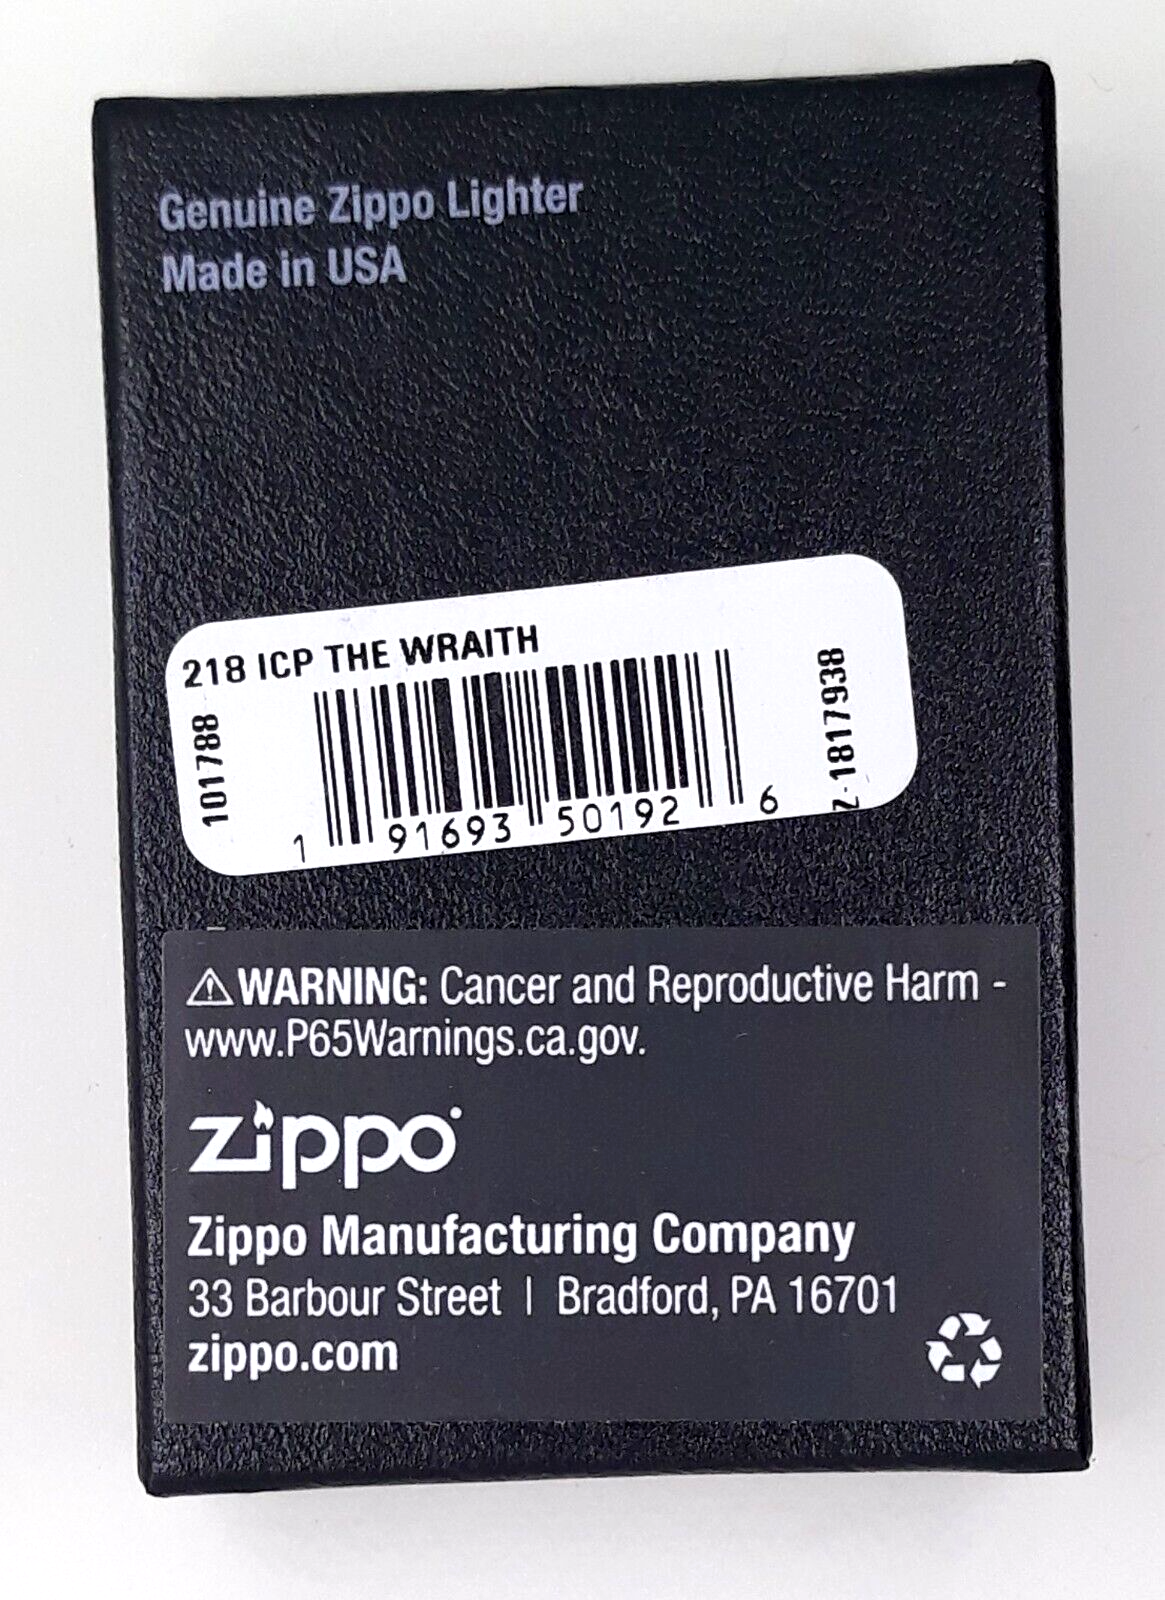 Genuine Zippo Lighter
Made in USA
218 ICP THE WRAITH
101788
1 91693 50192 6
Z-1817938
⚠WARNING: Cancer and Reproductive Harm -
www.P65Warnings.ca.gov.
zippo
Zippo Manufacturing Company
33 Barbour Street | Bradford, PA 16701
zippo.com